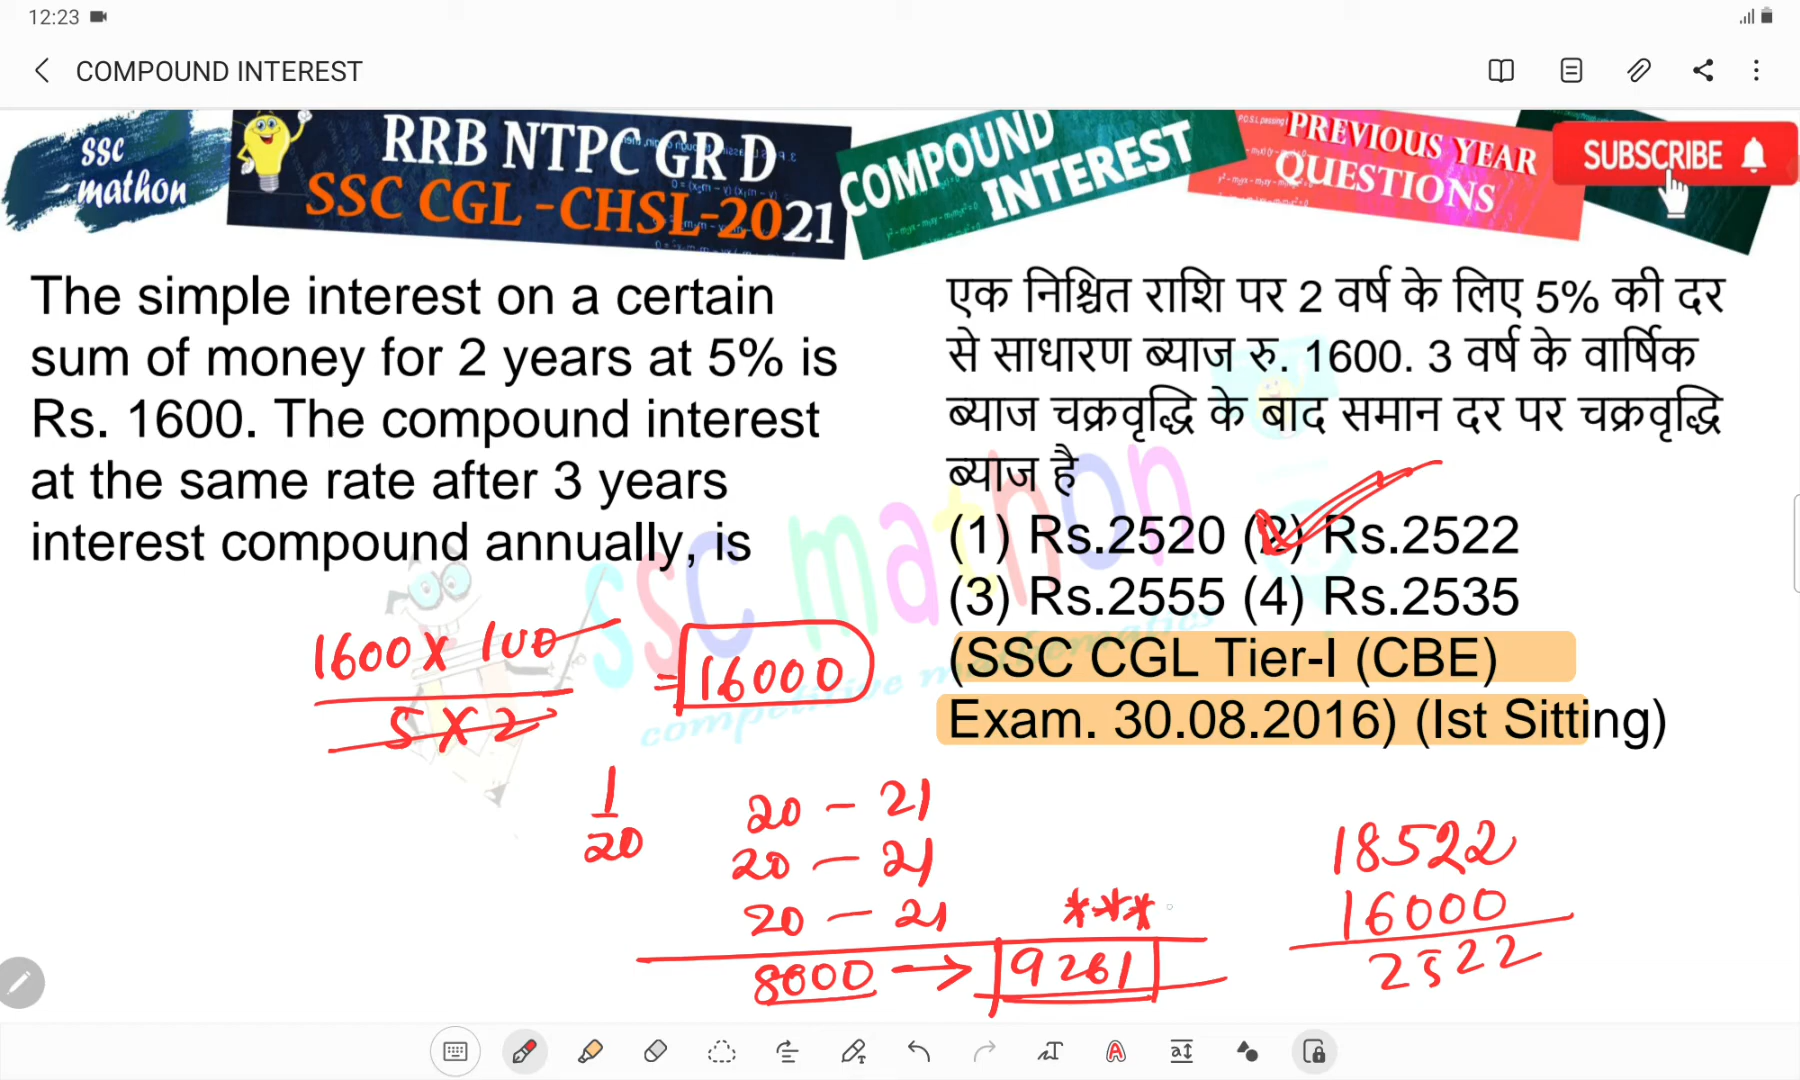 12:23
COMPOUND INTEREST
SSC
mathon
RRB NTPC GR D
SSC CGL -CHSL-2021
COMPOUND
INTEREST
PREVIOUS YEAR
QUESTIONS
SUBSCRIBE
The simple interest on a certain
sum of money for 2 years at 5% is
Rs. 1600. The compound interest
at the same rate after 3 years
interest compound annually, is
एक निश्चित राशि पर 2 वर्ष के लिए 5% की दर
से साधारण ब्याज रु. 1600. 3 वर्ष के वार्षिक
ब्याज चक्रवृद्धि के बाद समान दर पर चक्रवृद्धि
ब्याज है
(1) Rs.2520 (2) Rs.2522
(3) Rs.2555 (4) Rs.2535
(SSC CGL Tier-I (CBE)
Exam. 30.08.2016) (Ist Sitting)
ssc mathon
competitive mathematics
1600 X 100
5 X 2
= 16000
1
20
20 - 21
20 - 21
20 - 21
***
8000 → 9261
18522
16000
2522